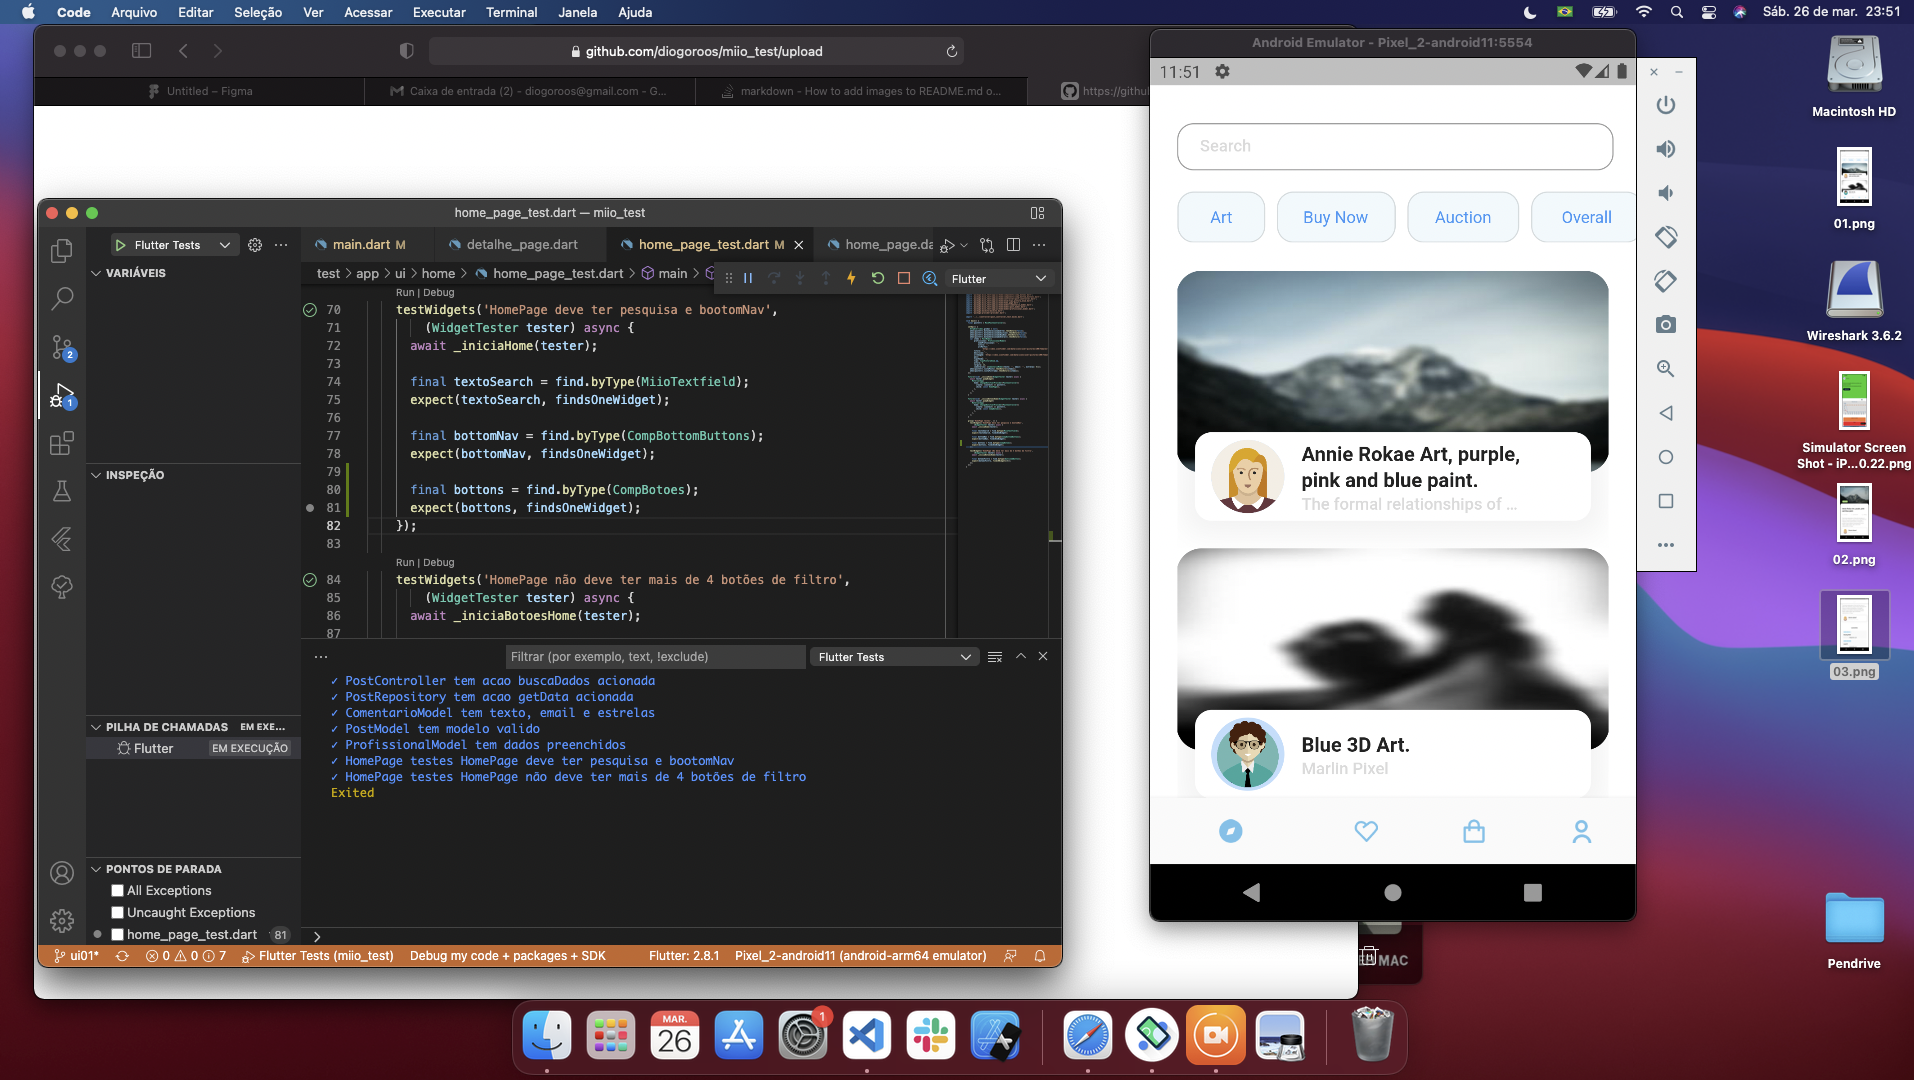 Code Arquivo Editar Seleção Ver Acessar Executar Terminal Janela Ajuda
Sáb. 26 de mar. 23:51
github.com/diogoroos/miio_test/upload
Untitled – Figma
Caixa de entrada (2) - diogoroos@gmail.com - G...
markdown - How to add images to README.md o...
https://githu
home_page_test.dart — miio_test
Flutter Tests
main.dart M
detalhe_page.dart
home_page_test.dart M
home_page.da
VARIÁVEIS
test > app > ui > home > home_page_test.dart > main >
Flutter
Run | Debug
70 testWidgets('HomePage deve ter pesquisa e bootomNav',
71 (WidgetTester tester) async {
72 await _iniciaHome(tester);
73
74 final textoSearch = find.byType(MiioTextfield);
75 expect(textoSearch, findsOneWidget);
76
77 final bottomNav = find.byType(CompBottomButtons);
78 expect(bottomNav, findsOneWidget);
79
80 final bottons = find.byType(CompBotoes);
81 expect(bottons, findsOneWidget);
82 });
83
Run | Debug
84 testWidgets('HomePage não deve ter mais de 4 botões de filtro',
85 (WidgetTester tester) async {
86 await _iniciaBotoesHome(tester);
87
2
1
INSPEÇÃO
PILHA DE CHAMADAS EM EXE...
Flutter EM EXECUÇÃO
PONTOS DE PARADA
All Exceptions
Uncaught Exceptions
home_page_test.dart 81
Filtrar (por exemplo, text, !exclude)
Flutter Tests
✓ PostController tem acao buscaDados acionada
✓ PostRepository tem acao getData acionada
✓ ComentarioModel tem texto, email e estrelas
✓ PostModel tem modelo valido
✓ ProfissionalModel tem dados preenchidos
✓ HomePage testes HomePage deve ter pesquisa e bootomNav
✓ HomePage testes HomePage não deve ter mais de 4 botões de filtro
Exited
ui01* 0 0 7 Flutter Tests (miio_test) Debug my code + packages + SDK Flutter: 2.8.1 Pixel_2-android11 (android-arm64 emulator)
Android Emulator - Pixel_2-android11:5554
11:51
Search
Art
Buy Now
Auction
Overall
Annie Rokae Art, purple,
pink and blue paint.
The formal relationships of ...
Blue 3D Art.
Marlin Pixel
MAC
Macintosh HD
01.png
Wireshark 3.6.2
Simulator Screen
Shot - iP...0.22.png
02.png
03.png
Pendrive
MAR.
26
1